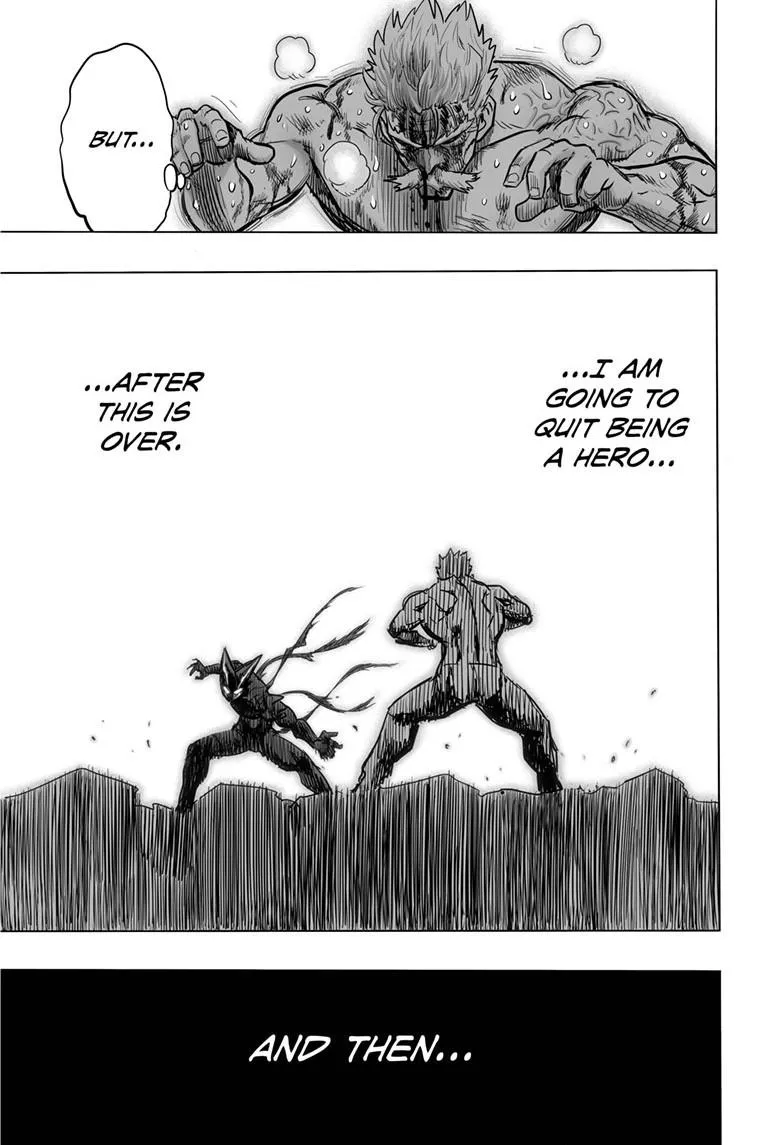 BUT...
...I AM
GOING TO
QUIT BEING
A HERO...
...AFTER
THIS IS
OVER.
AND THEN...